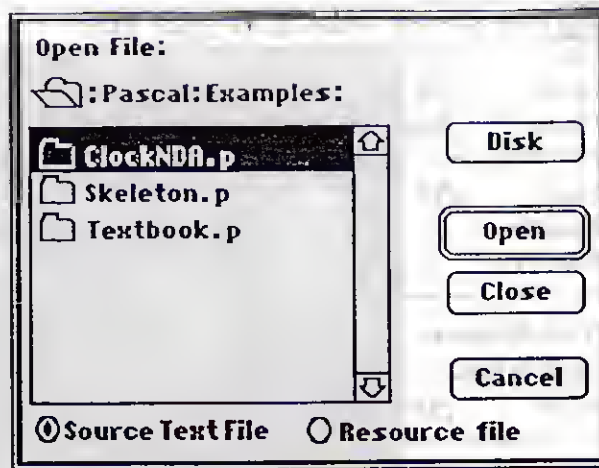 Open File:
:Pascal:Examples:
ClockNDA.p
Skeleton.p
Textbook.p
Disk
Open
Close
Cancel
Source Text File
Resource file